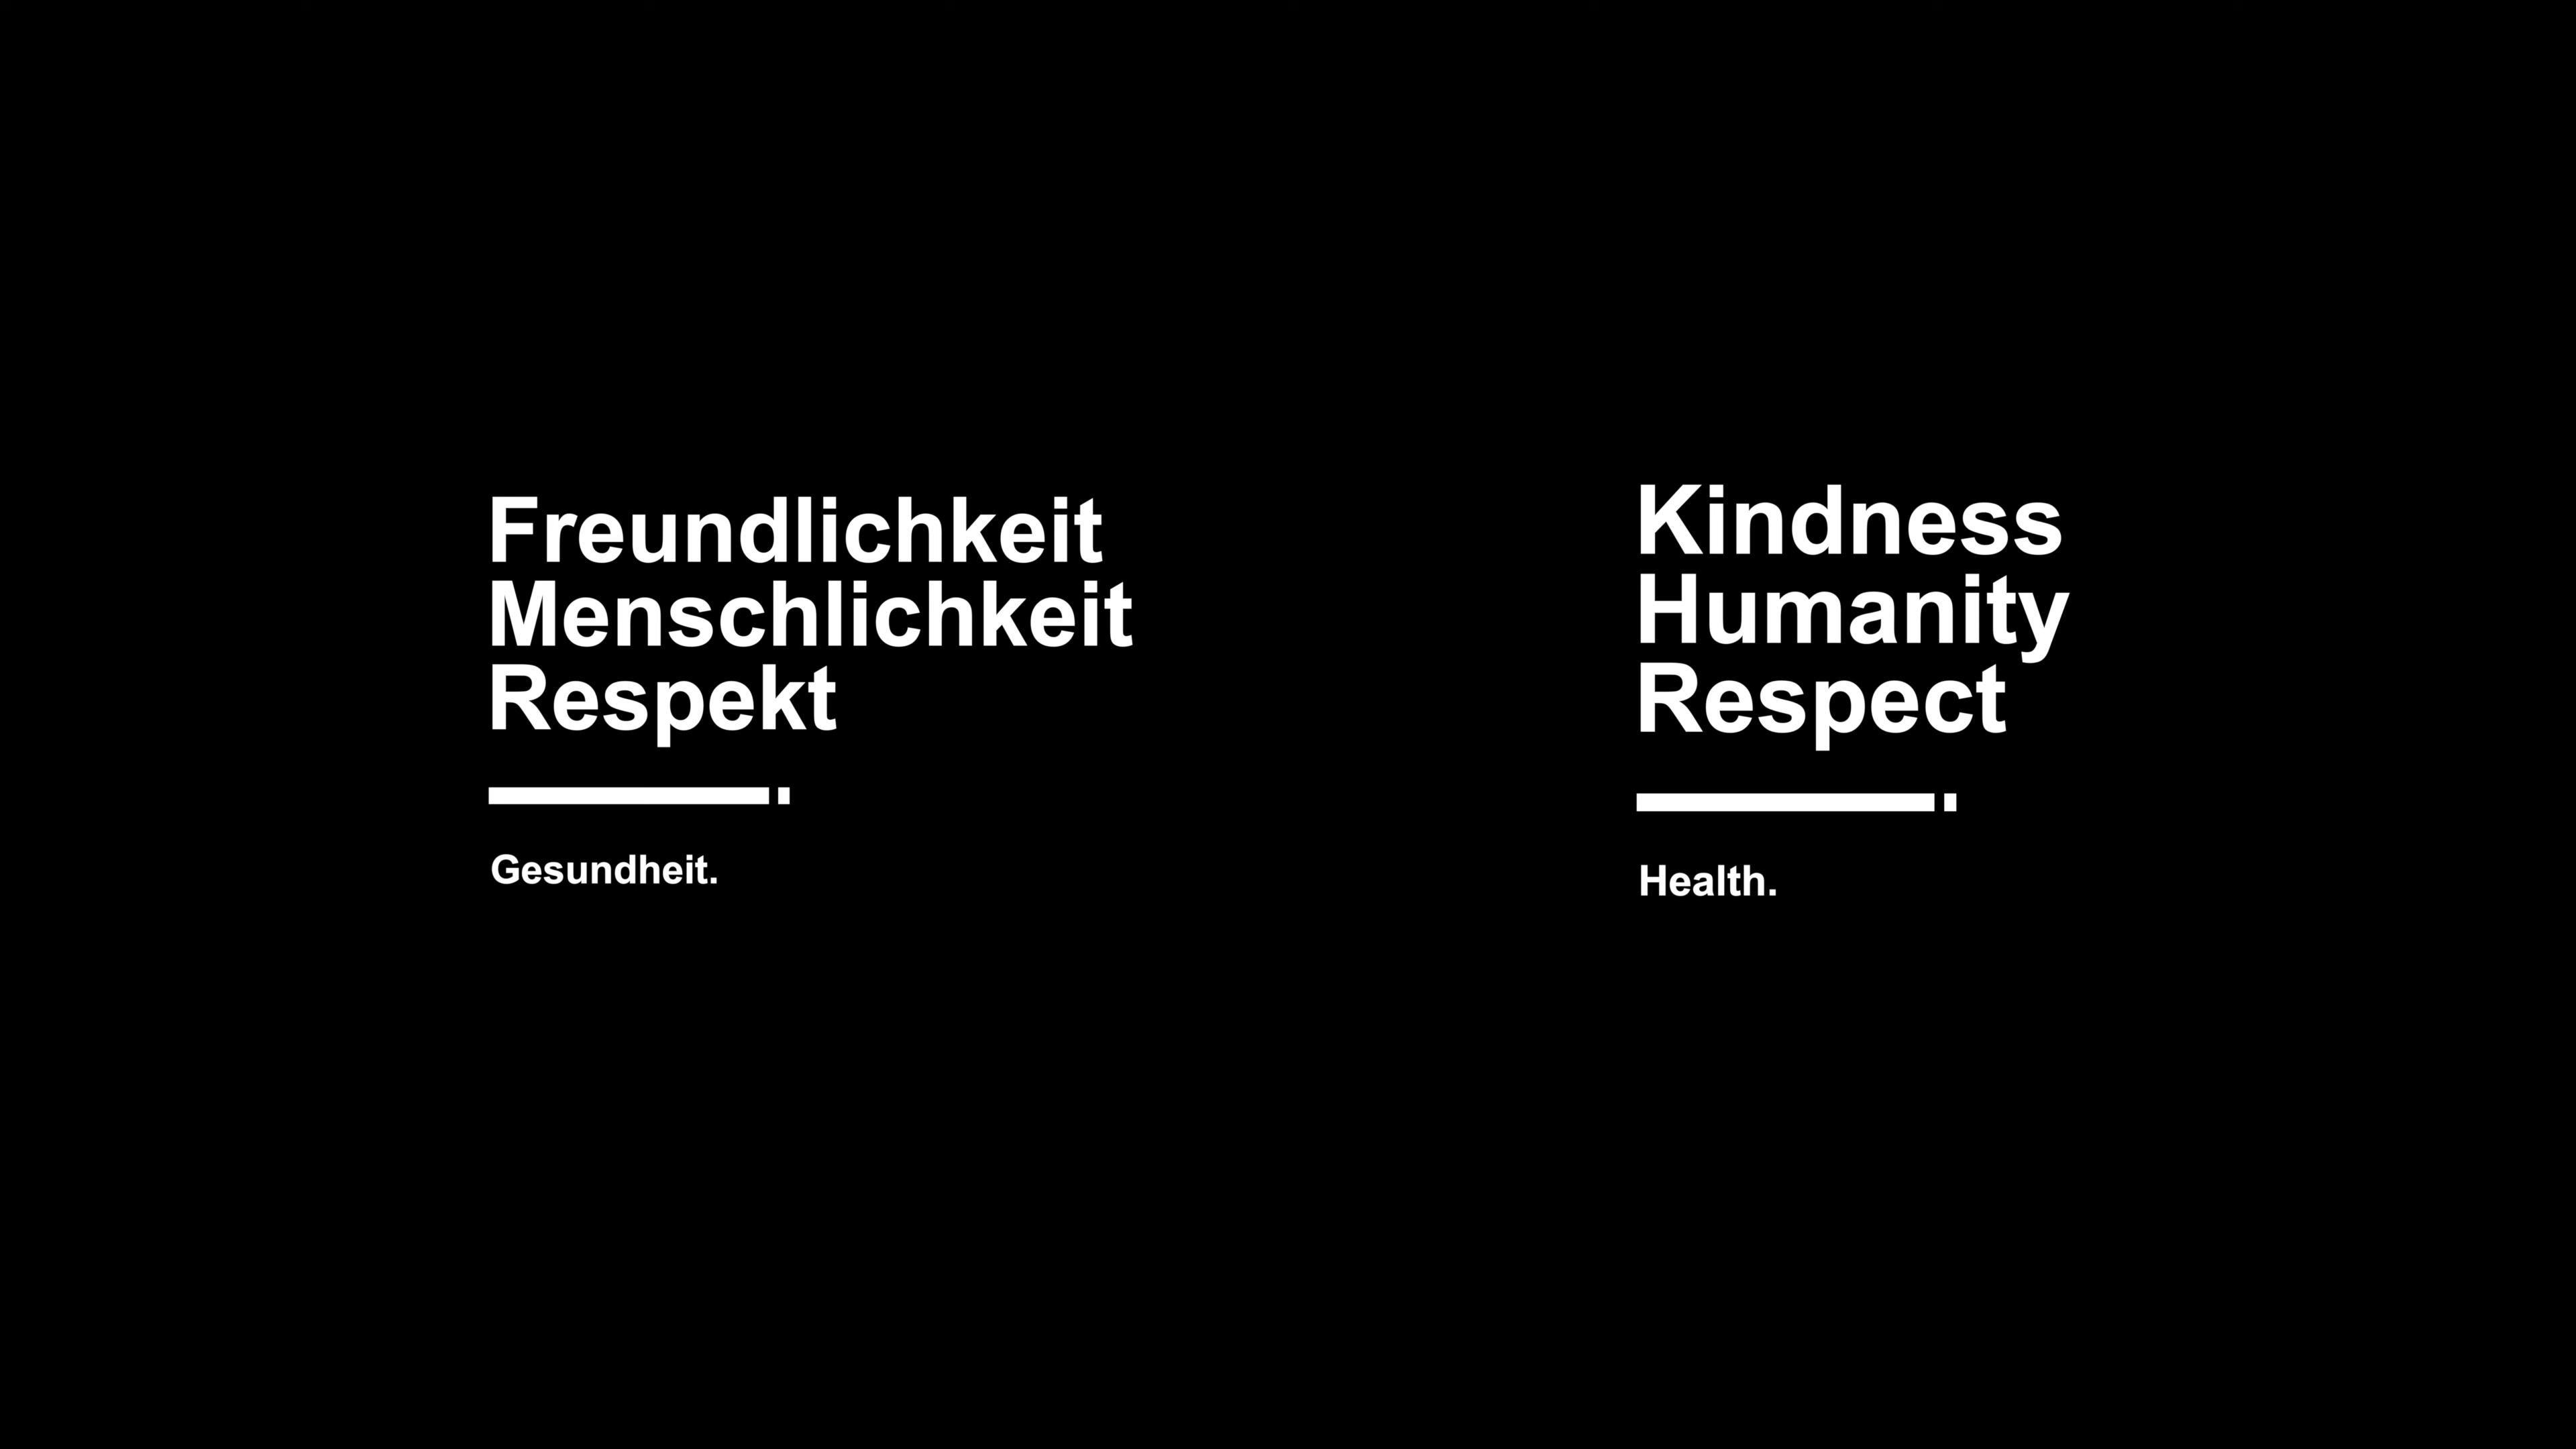 Freundlichkeit
Menschlichkeit
Respekt
Gesundheit.
Kindness
Humanity
Respect
Health.